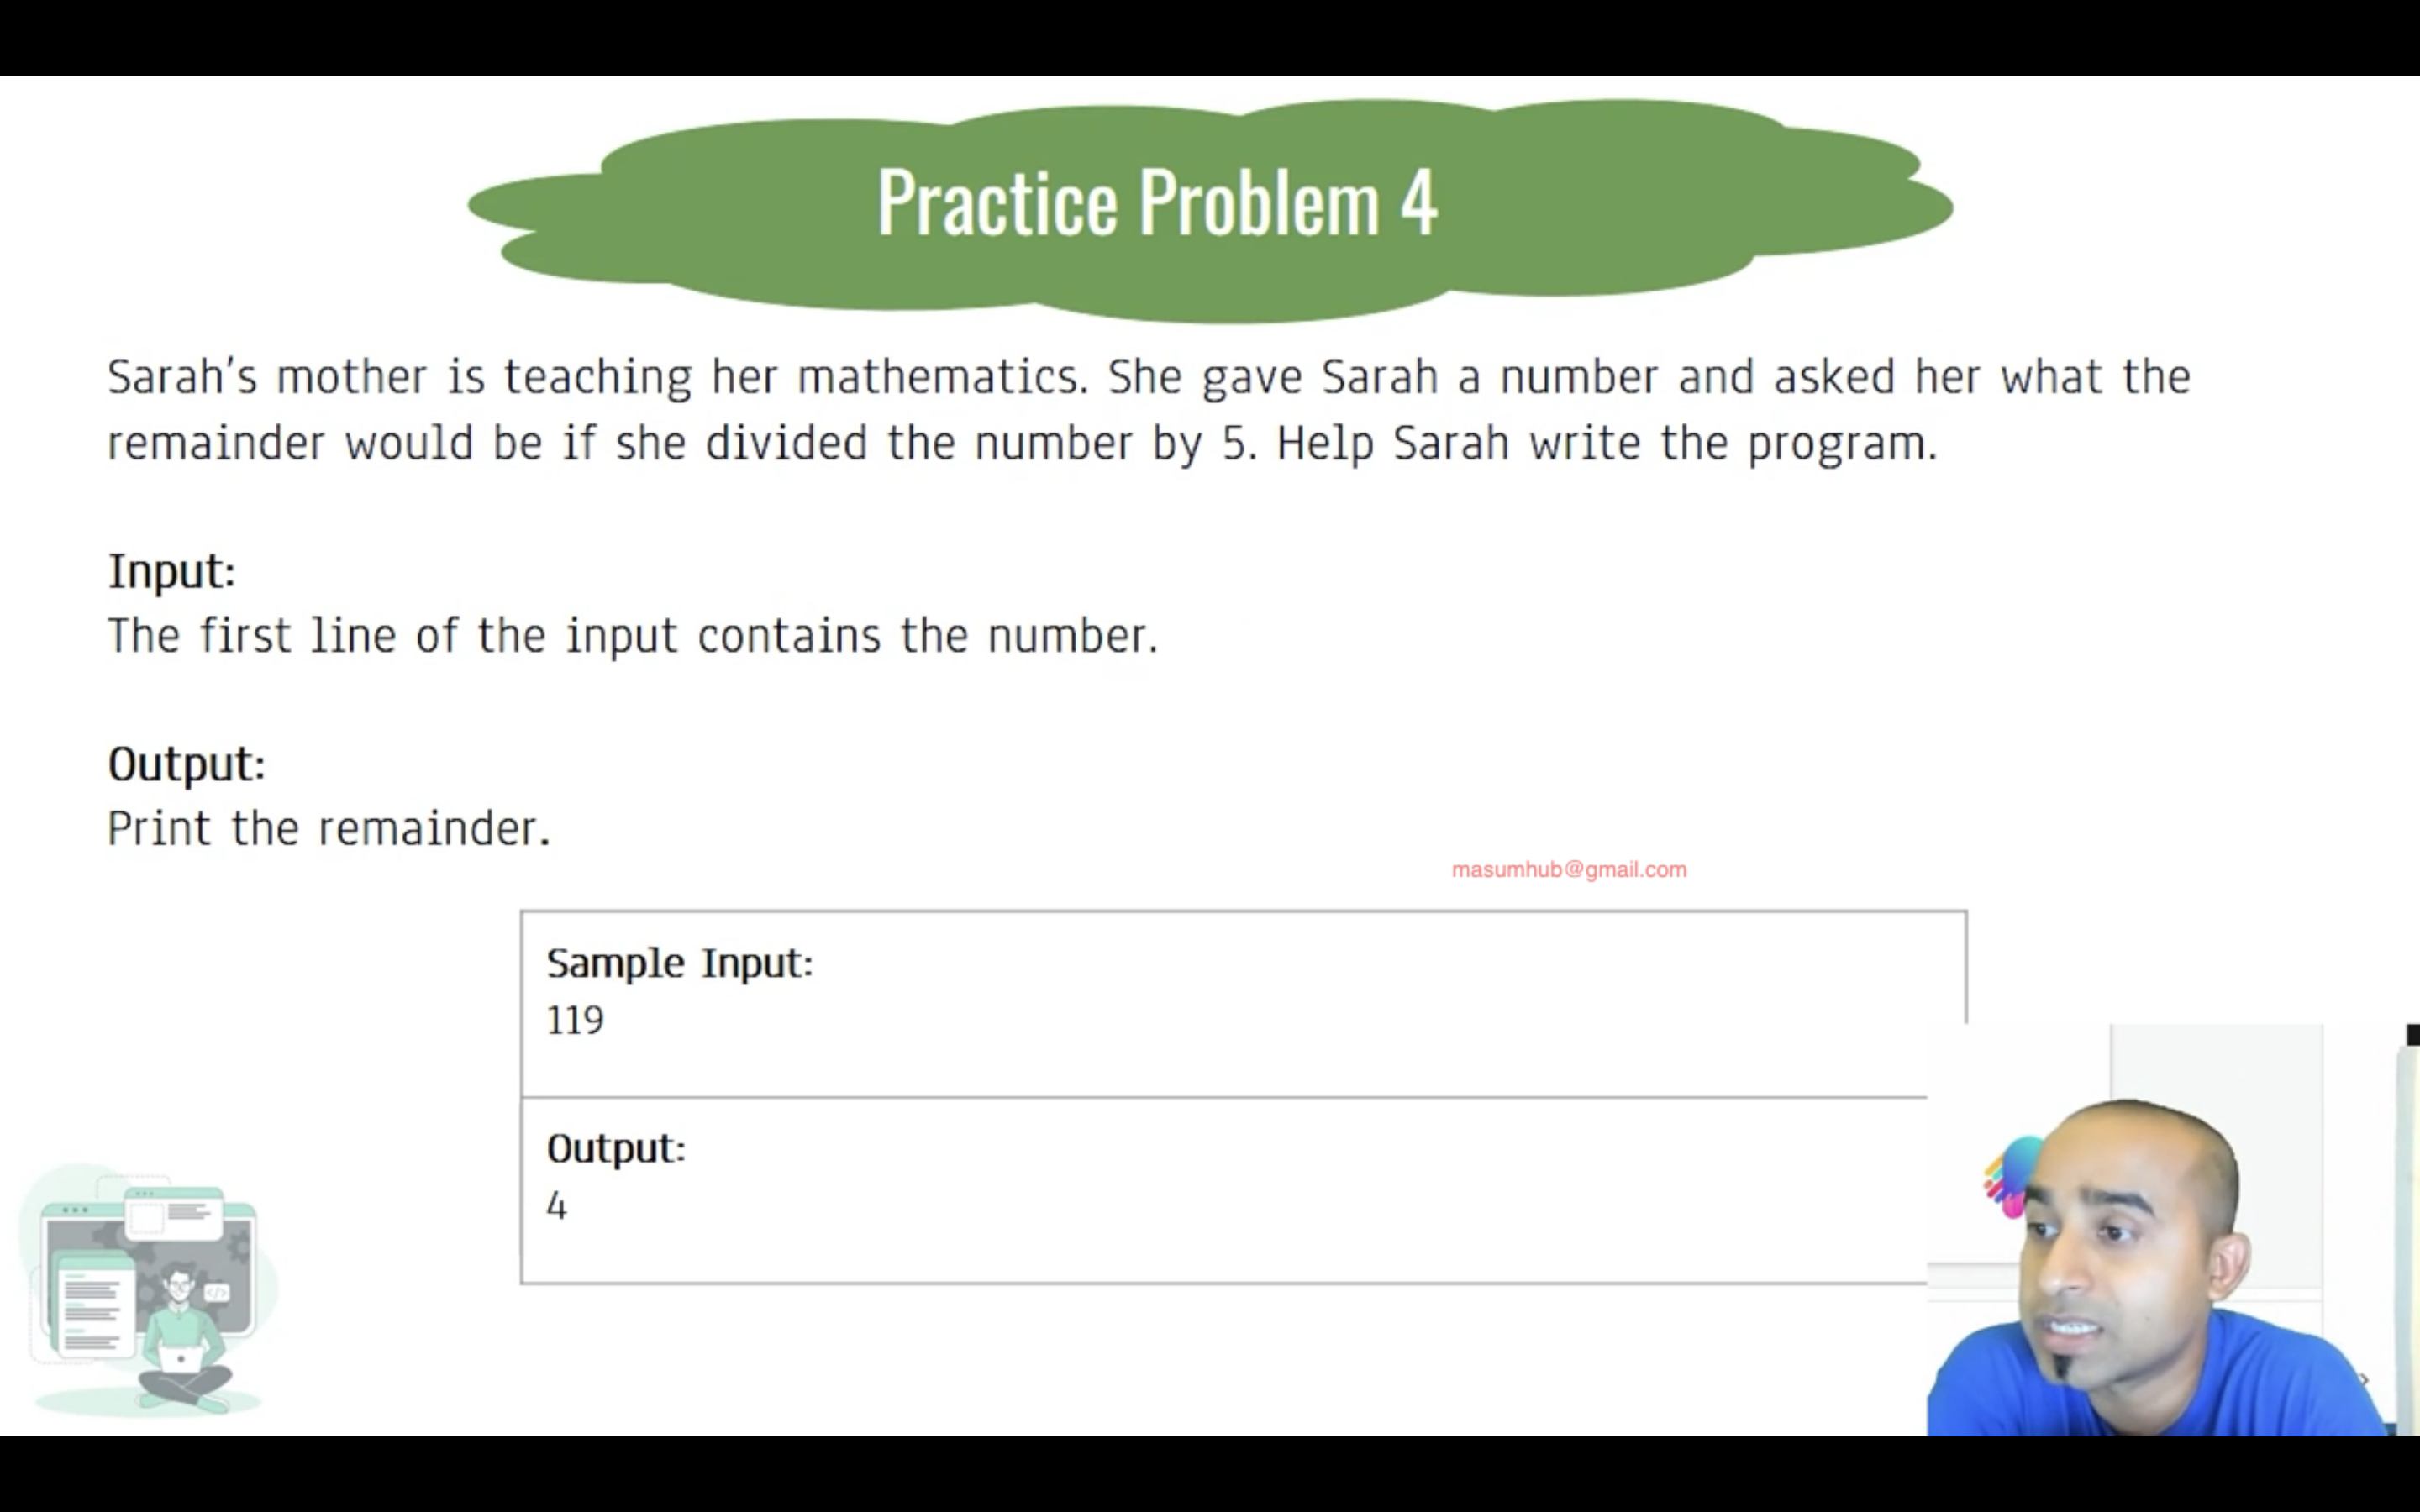 Practice Problem 4
Sarah's mother is teaching her mathematics. She gave Sarah a number and asked her what the
remainder would be if she divided the number by 5. Help Sarah write the program.
Input:
The first line of the input contains the number.
Output:
Print the remainder.
masumhub@gmail.com
Sample Input:
119
Output:
4